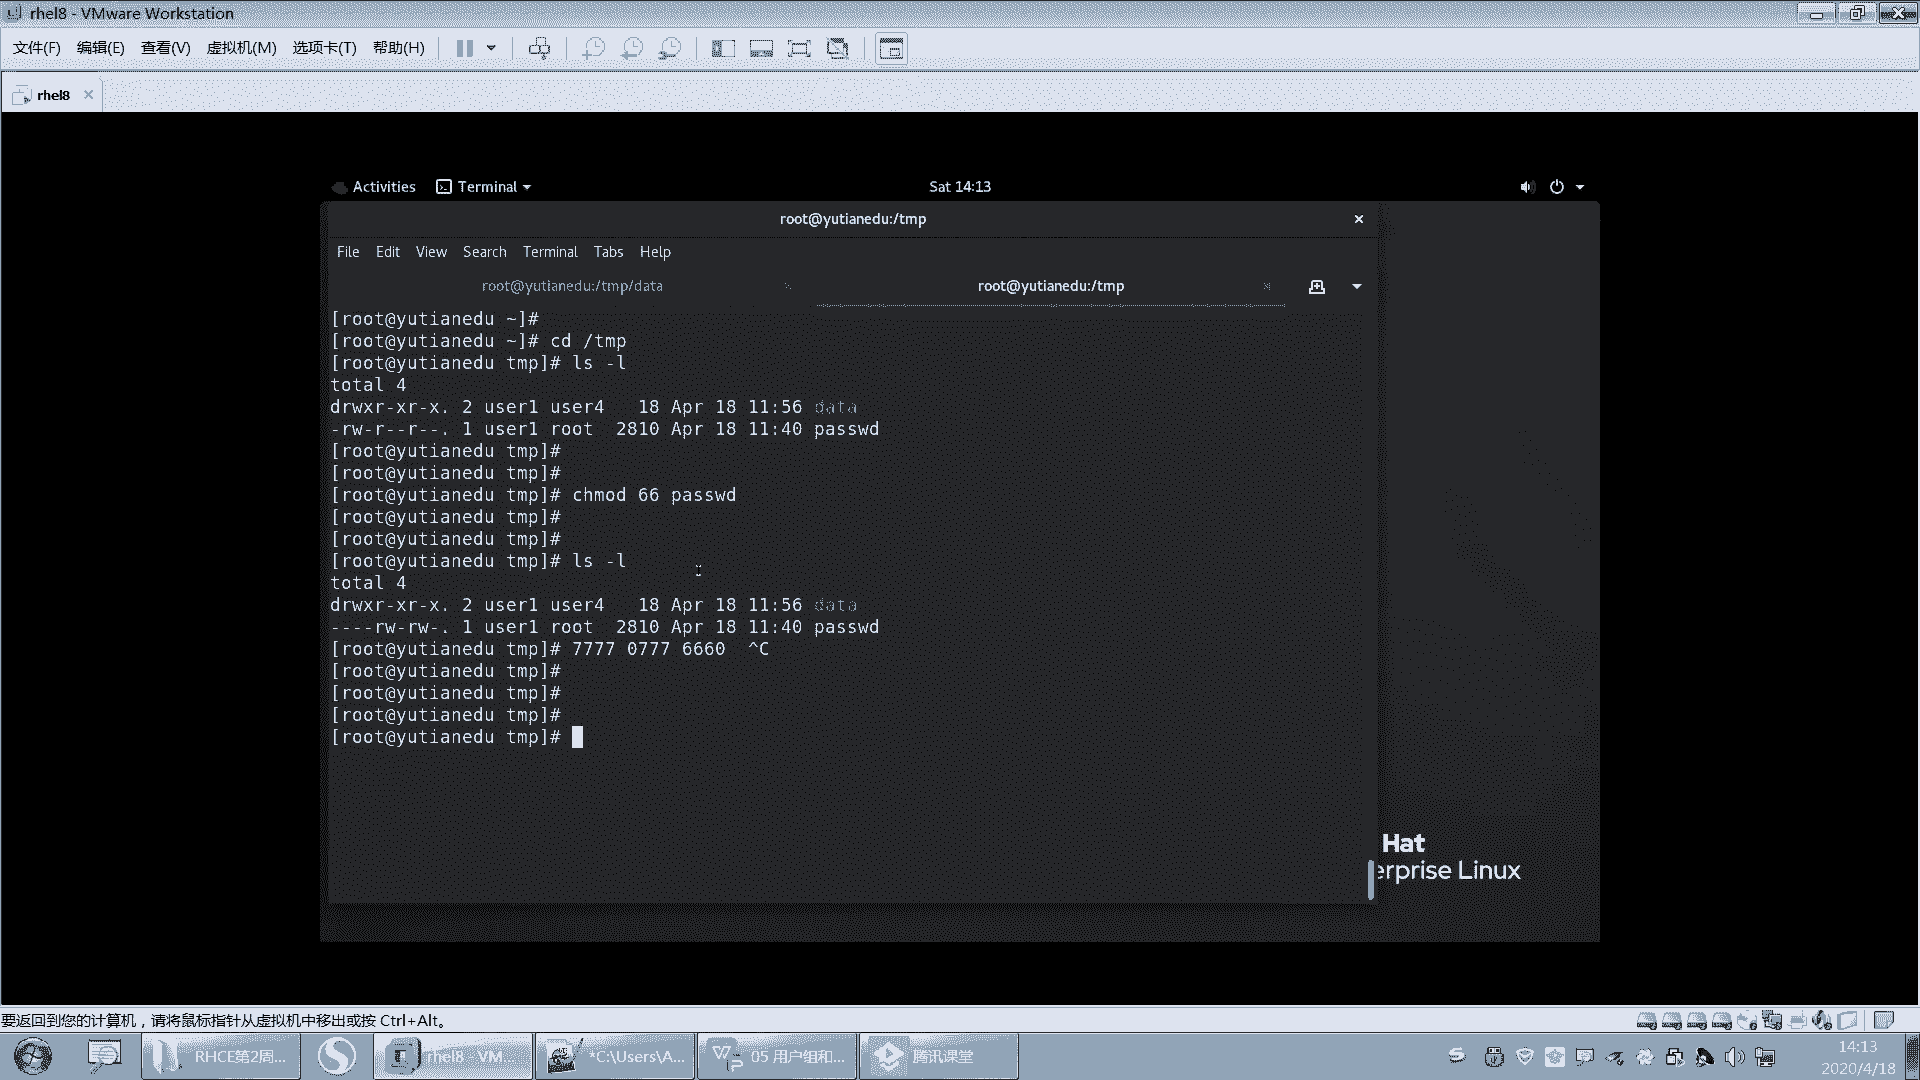 rhel8 - VMware Workstation
文件(F) 编辑(E) 查看(V) 虚拟机(M) 选项卡(T) 帮助(H)
rhel8
Activities Terminal Sat 14:13
root@yutianedu:/tmp
File Edit View Search Terminal Tabs Help
root@yutianedu:/tmp/data root@yutianedu:/tmp
[root@yutianedu ~]#
[root@yutianedu ~]# cd /tmp
[root@yutianedu tmp]# ls -l
total 4
drwxr-xr-x. 2 user1 user4   18 Apr 18 11:56 data
-rw-r--r--. 1 user1 root  2810 Apr 18 11:40 passwd
[root@yutianedu tmp]#
[root@yutianedu tmp]#
[root@yutianedu tmp]# chmod 66 passwd
[root@yutianedu tmp]#
[root@yutianedu tmp]#
[root@yutianedu tmp]# ls -l
total 4
drwxr-xr-x. 2 user1 user4   18 Apr 18 11:56 data
----rw-rw-. 1 user1 root  2810 Apr 18 11:40 passwd
[root@yutianedu tmp]# 7777 0777 6660  ^C
[root@yutianedu tmp]#
[root@yutianedu tmp]#
[root@yutianedu tmp]#
[root@yutianedu tmp]#
Hat
erprise Linux
要返回到您的计算机，请将鼠标指针从虚拟机中移出或按 Ctrl+Alt。
RHCE第2周... rhel8 - VM... *C:\Users\A... 05 用户组和... 腾讯课堂
14:13
2020/4/18